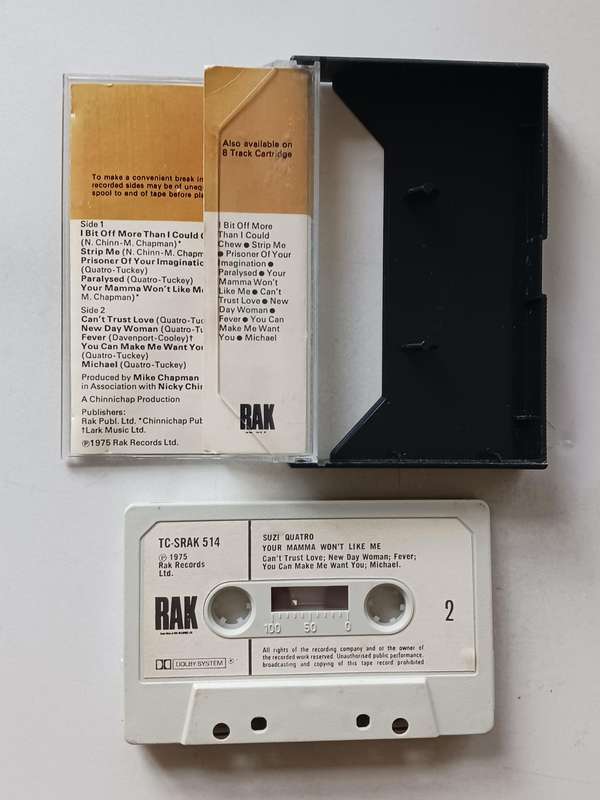 To make a convenient break in
recorded sides may be of uneq
spool to end of tape before pla
Side 1
I Bit Off More Than I Could C
(N. Chinn-M. Chapman)*
Strip Me (N. Chinn-M. Chapm
Prisoner Of Your Imaginatio
(Quatro-Tuckey)
Paralysed (Quatro-Tuckey)
Your Mamma Won't Like Me
M. Chapman)*
Side 2
Can't Trust Love (Quatro-Tuc
New Day Woman (Quatro-Tu
Fever (Davenport-Cooley)†
You Can Make Me Want You
(Quatro-Tuckey)
Michael (Quatro-Tuckey)
Produced by Mike Chapman
in Association with Nicky Chin
A Chinnichap Production
Publishers:
Rak Publ. Ltd. *Chinnichap Pub
†Lark Music Ltd.
℗1975 Rak Records Ltd.
Also available on
8 Track Cartridge
I Bit Off More
Than I Could
Chew ● Strip Me
● Prisoner Of Your
Imagination ●
Paralysed ● Your
Mamma Won't
Like Me ● Can't
Trust Love ● New
Day Woman ●
Fever ● You Can
Make Me Want
You ● Michael
RAK
TC-SRAK 514
℗ 1975
Rak Records
Ltd.
RAK
DOLBY SYSTEM
SUZI QUATRO
YOUR MAMMA WON'T LIKE ME
Can't Trust Love; New Day Woman; Fever;
You Can Make Me Want You; Michael.
100 50 0
2
All rights of the recording company and or the owner of
the recorded work reserved. Unauthorised public performance,
broadcasting and copying of this tape record prohibited